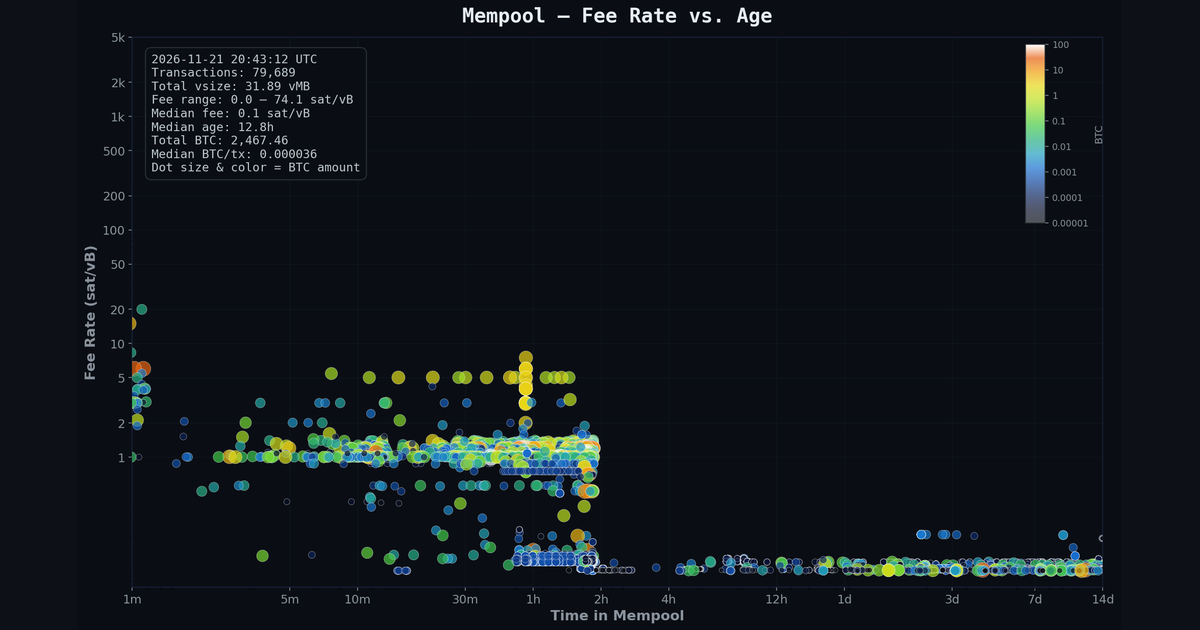 Mempool — Fee Rate vs. Age
2026-11-21 20:43:12 UTC
Transactions: 79,689
Total vsize: 31.89 vMB
Fee range: 0.0 – 74.1 sat/vB
Median fee: 0.1 sat/vB
Median age: 12.8h
Total BTC: 2,467.46
Median BTC/tx: 0.000036
Dot size & color = BTC amount
100
10
1
0.1
0.01
0.001
0.0001
0.00001
BTC
Fee Rate (sat/vB)
5k
2k
1k
500
200
100
50
20
10
5
2
1
1m
5m
10m
30m
1h
2h
4h
12h
1d
3d
7d
14d
Time in Mempool